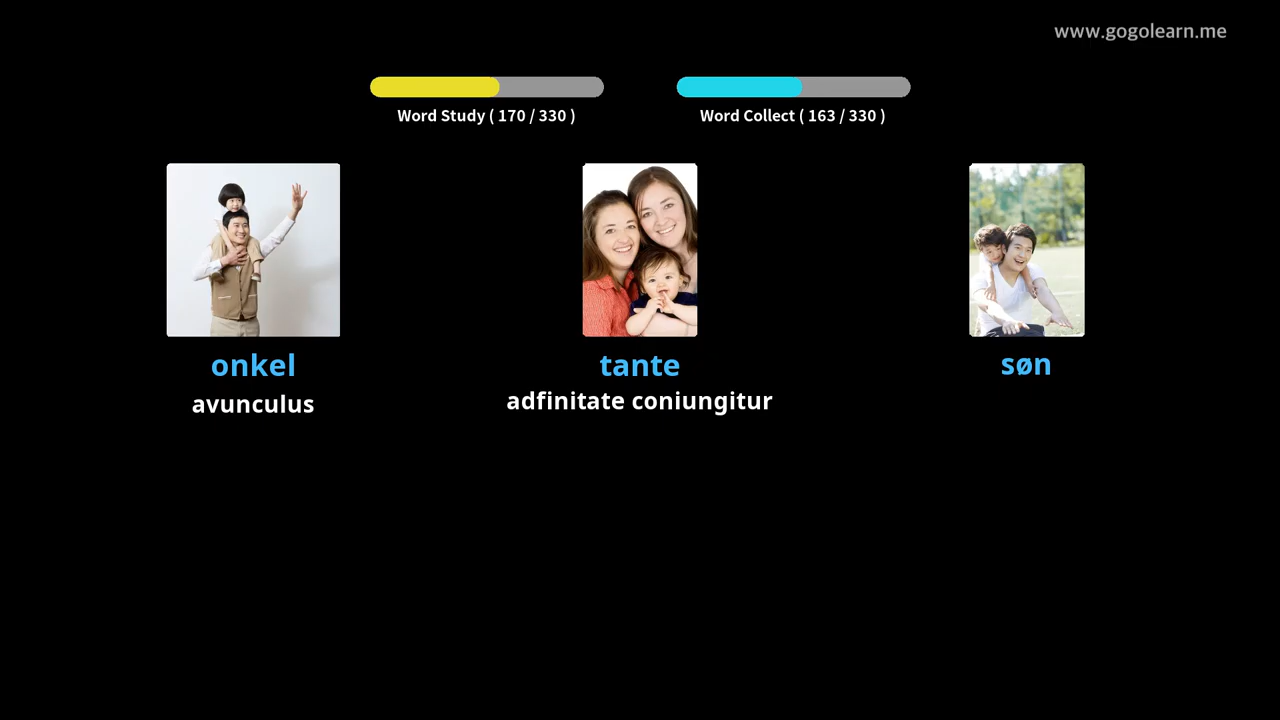 www.gogolearn.me
Word Study ( 170 / 330 )
Word Collect ( 163 / 330 )
onkel
tante
søn
avunculus
adfinitate coniungitur